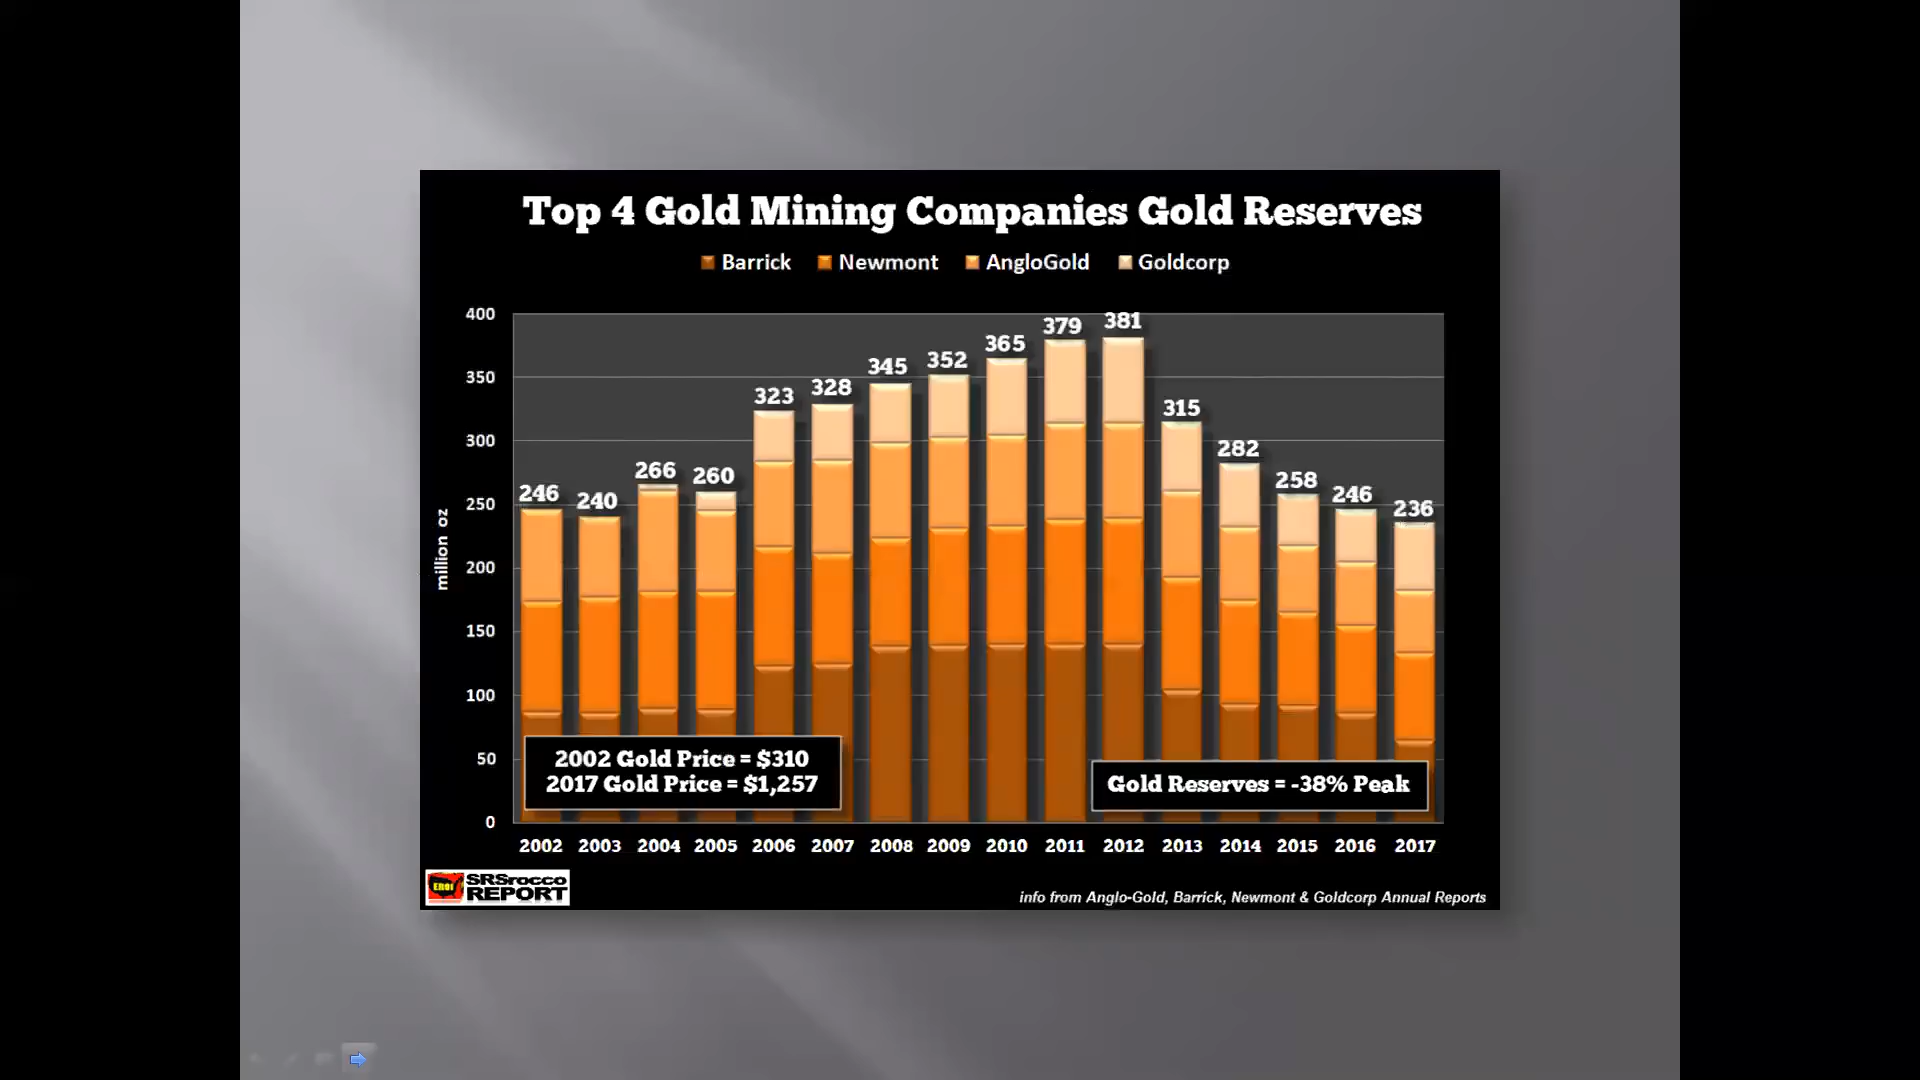 Top 4 Gold Mining Companies Gold Reserves
Barrick Newmont AngloGold Goldcorp
400
350
300
250
200
150
100
50
0
million oz
246 240 266 260 323 328 345 352 365 379 381 315 282 258 246 236
2002 Gold Price = $310
2017 Gold Price = $1,257
Gold Reserves = -38% Peak
2002 2003 2004 2005 2006 2007 2008 2009 2010 2011 2012 2013 2014 2015 2016 2017
EROI
SRSrocco
REPORT
info from Anglo-Gold, Barrick, Newmont & Goldcorp Annual Reports